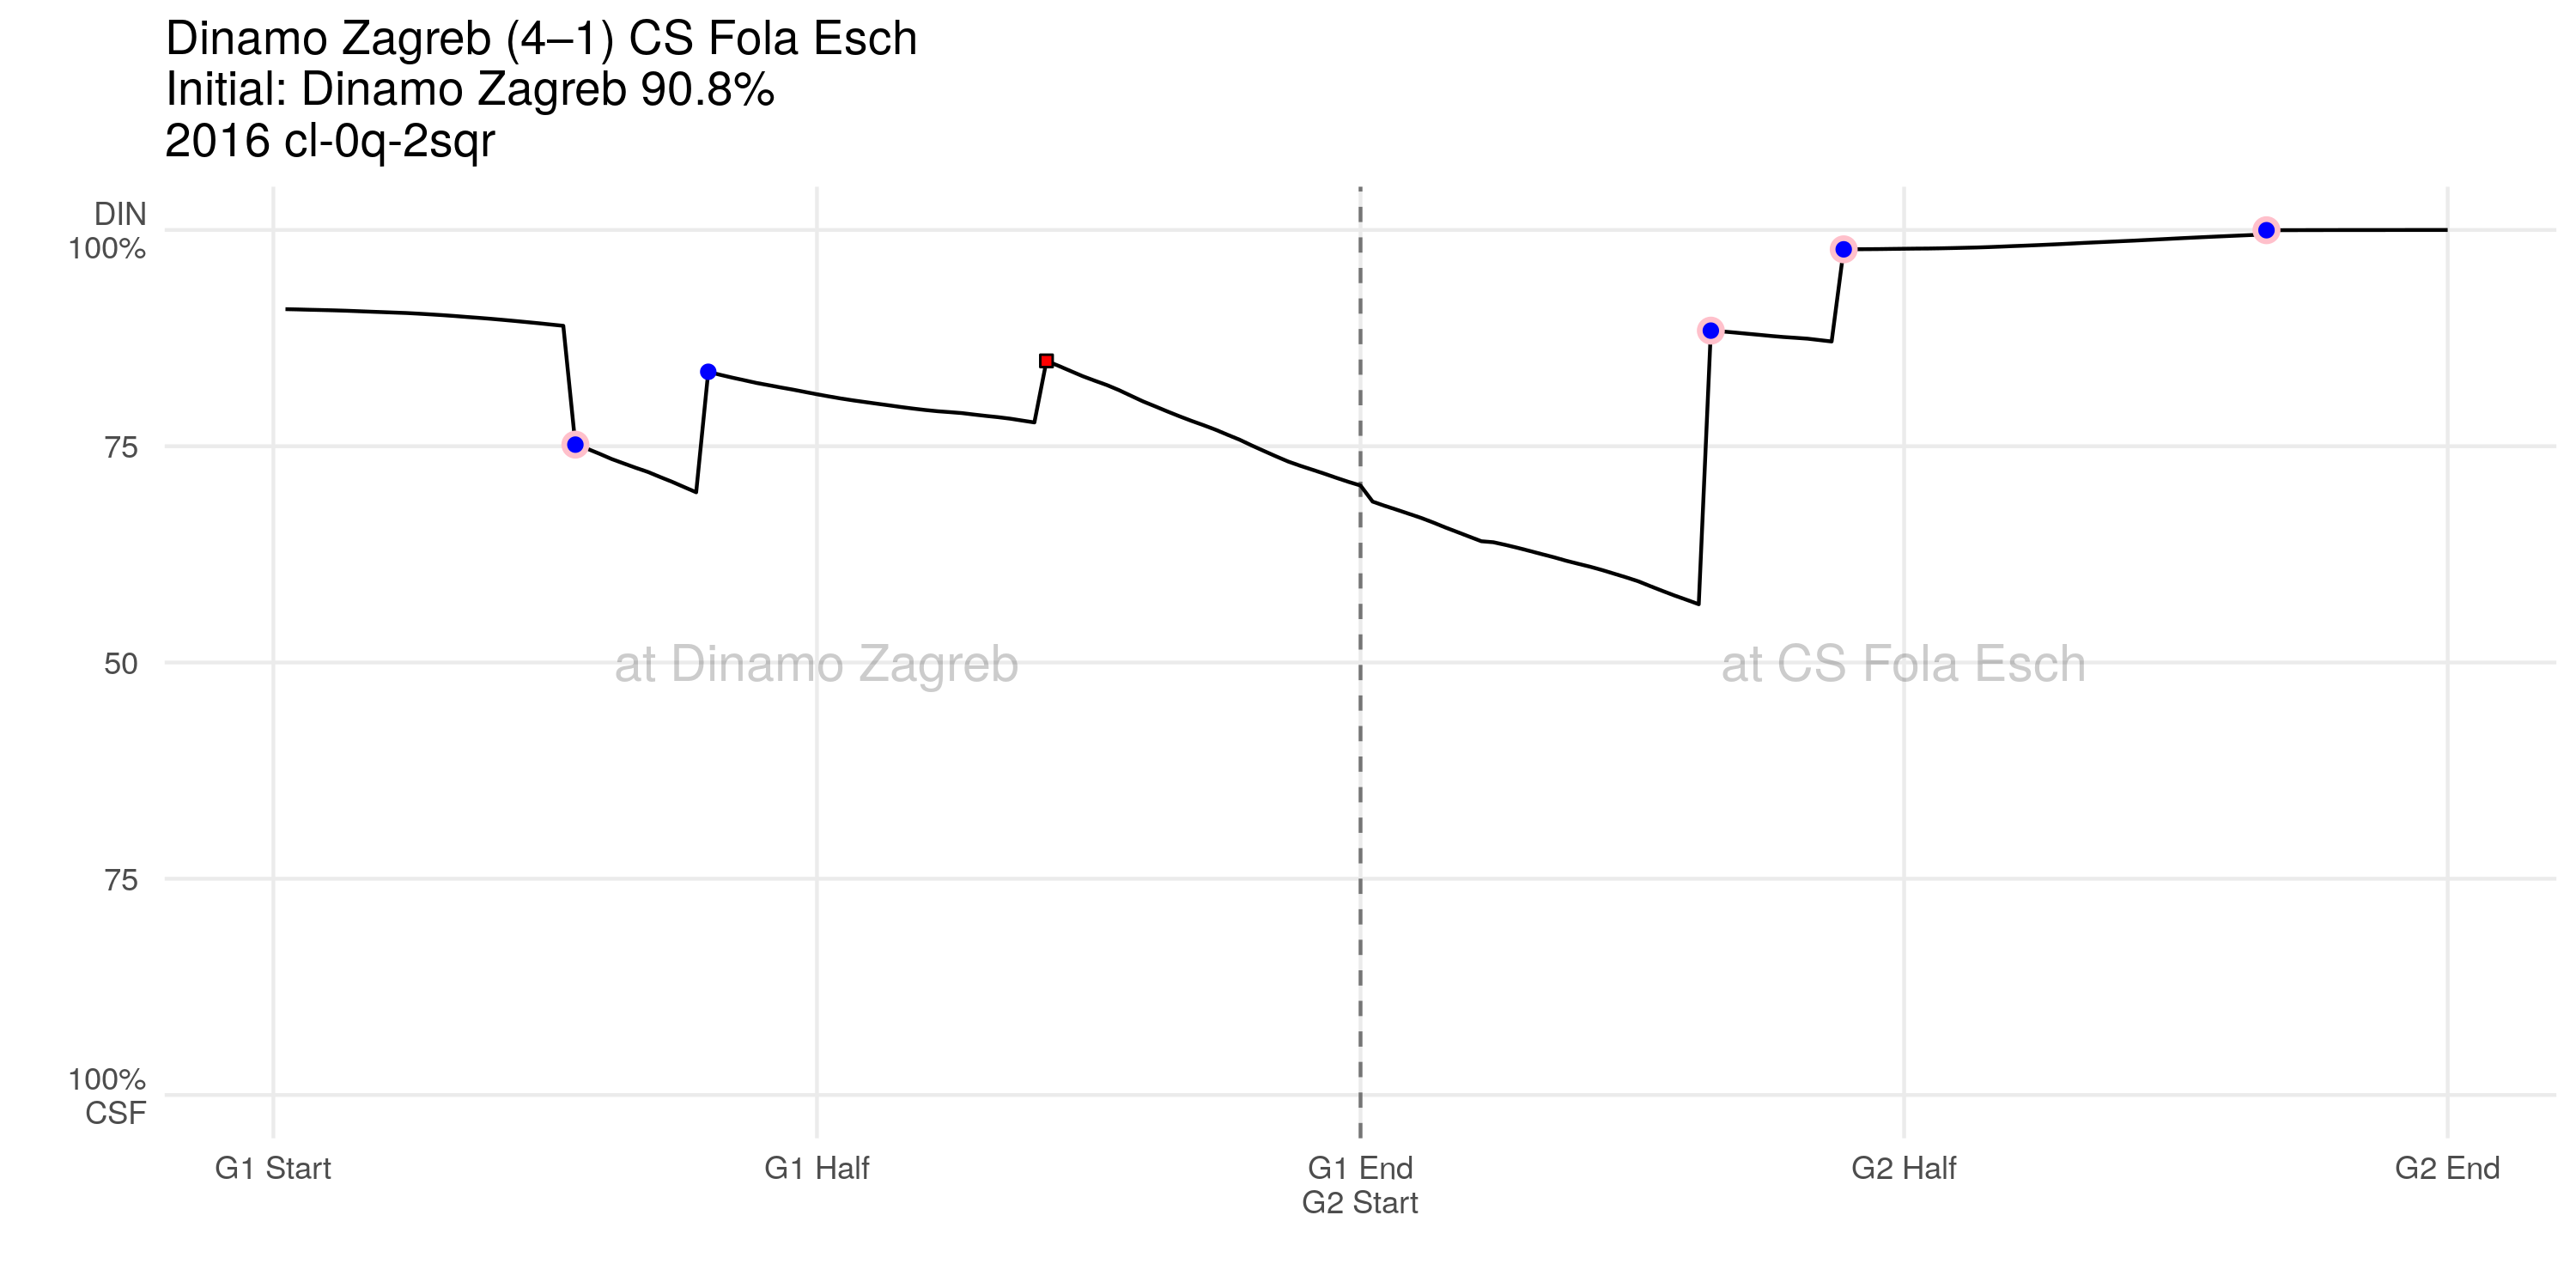 Dinamo Zagreb (4–1) CS Fola Esch
Initial: Dinamo Zagreb 90.8%
2016 cl-0q-2sqr
DIN
100%
75
50
75
100%
CSF
at Dinamo Zagreb
at CS Fola Esch
G1 Start
G1 Half
G1 End
G2 Start
G2 Half
G2 End